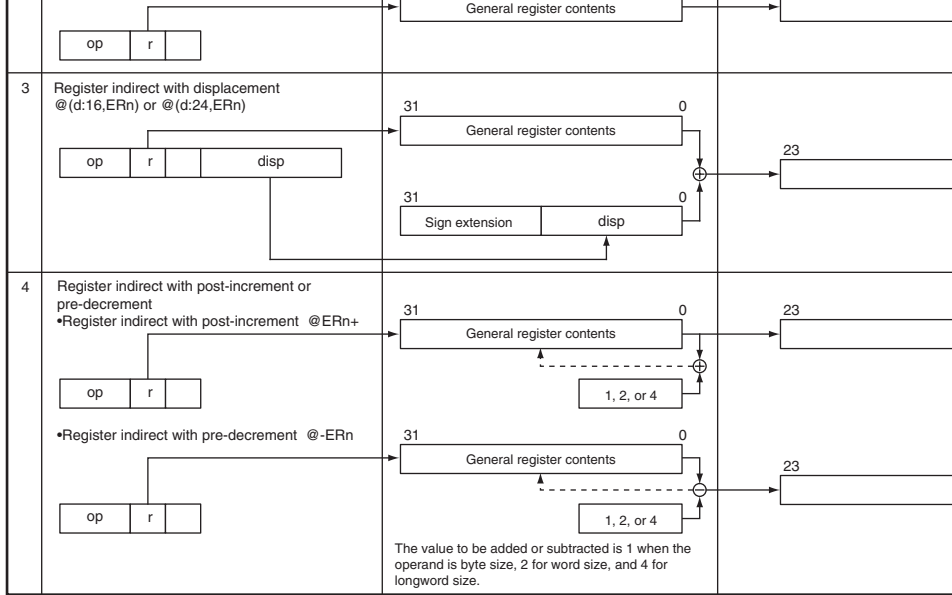 General register contents
op r
3 Register indirect with displacement
@(d:16,ERn) or @(d:24,ERn)
31 0
General register contents
op r disp
23
31 0
Sign extension disp
4 Register indirect with post-increment or
pre-decrement
•Register indirect with post-increment @ERn+
31 0
General register contents
23
op r
1, 2, or 4
•Register indirect with pre-decrement @-ERn
31 0
General register contents
23
op r
1, 2, or 4
The value to be added or subtracted is 1 when the
operand is byte size, 2 for word size, and 4 for
longword size.